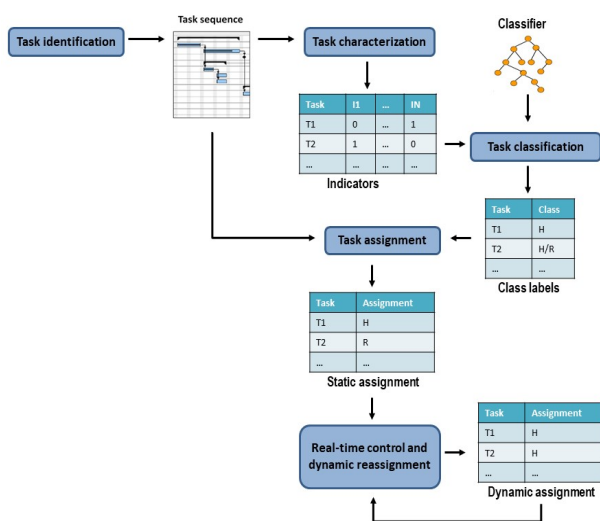 Task sequence
Task identification
Task characterization
Classifier
Task I1 ... IN
T1 0 ... 1
T2 1 ... 0
... ... ... ...
Indicators
Task classification
Task Class
T1 H
T2 H/R
... ...
Class labels
Task assignment
Task Assignment
T1 H
T2 R
... ...
Static assignment
Real-time control and
dynamic reassignment
Task Assignment
T1 H
T2 H
... ...
Dynamic assignment